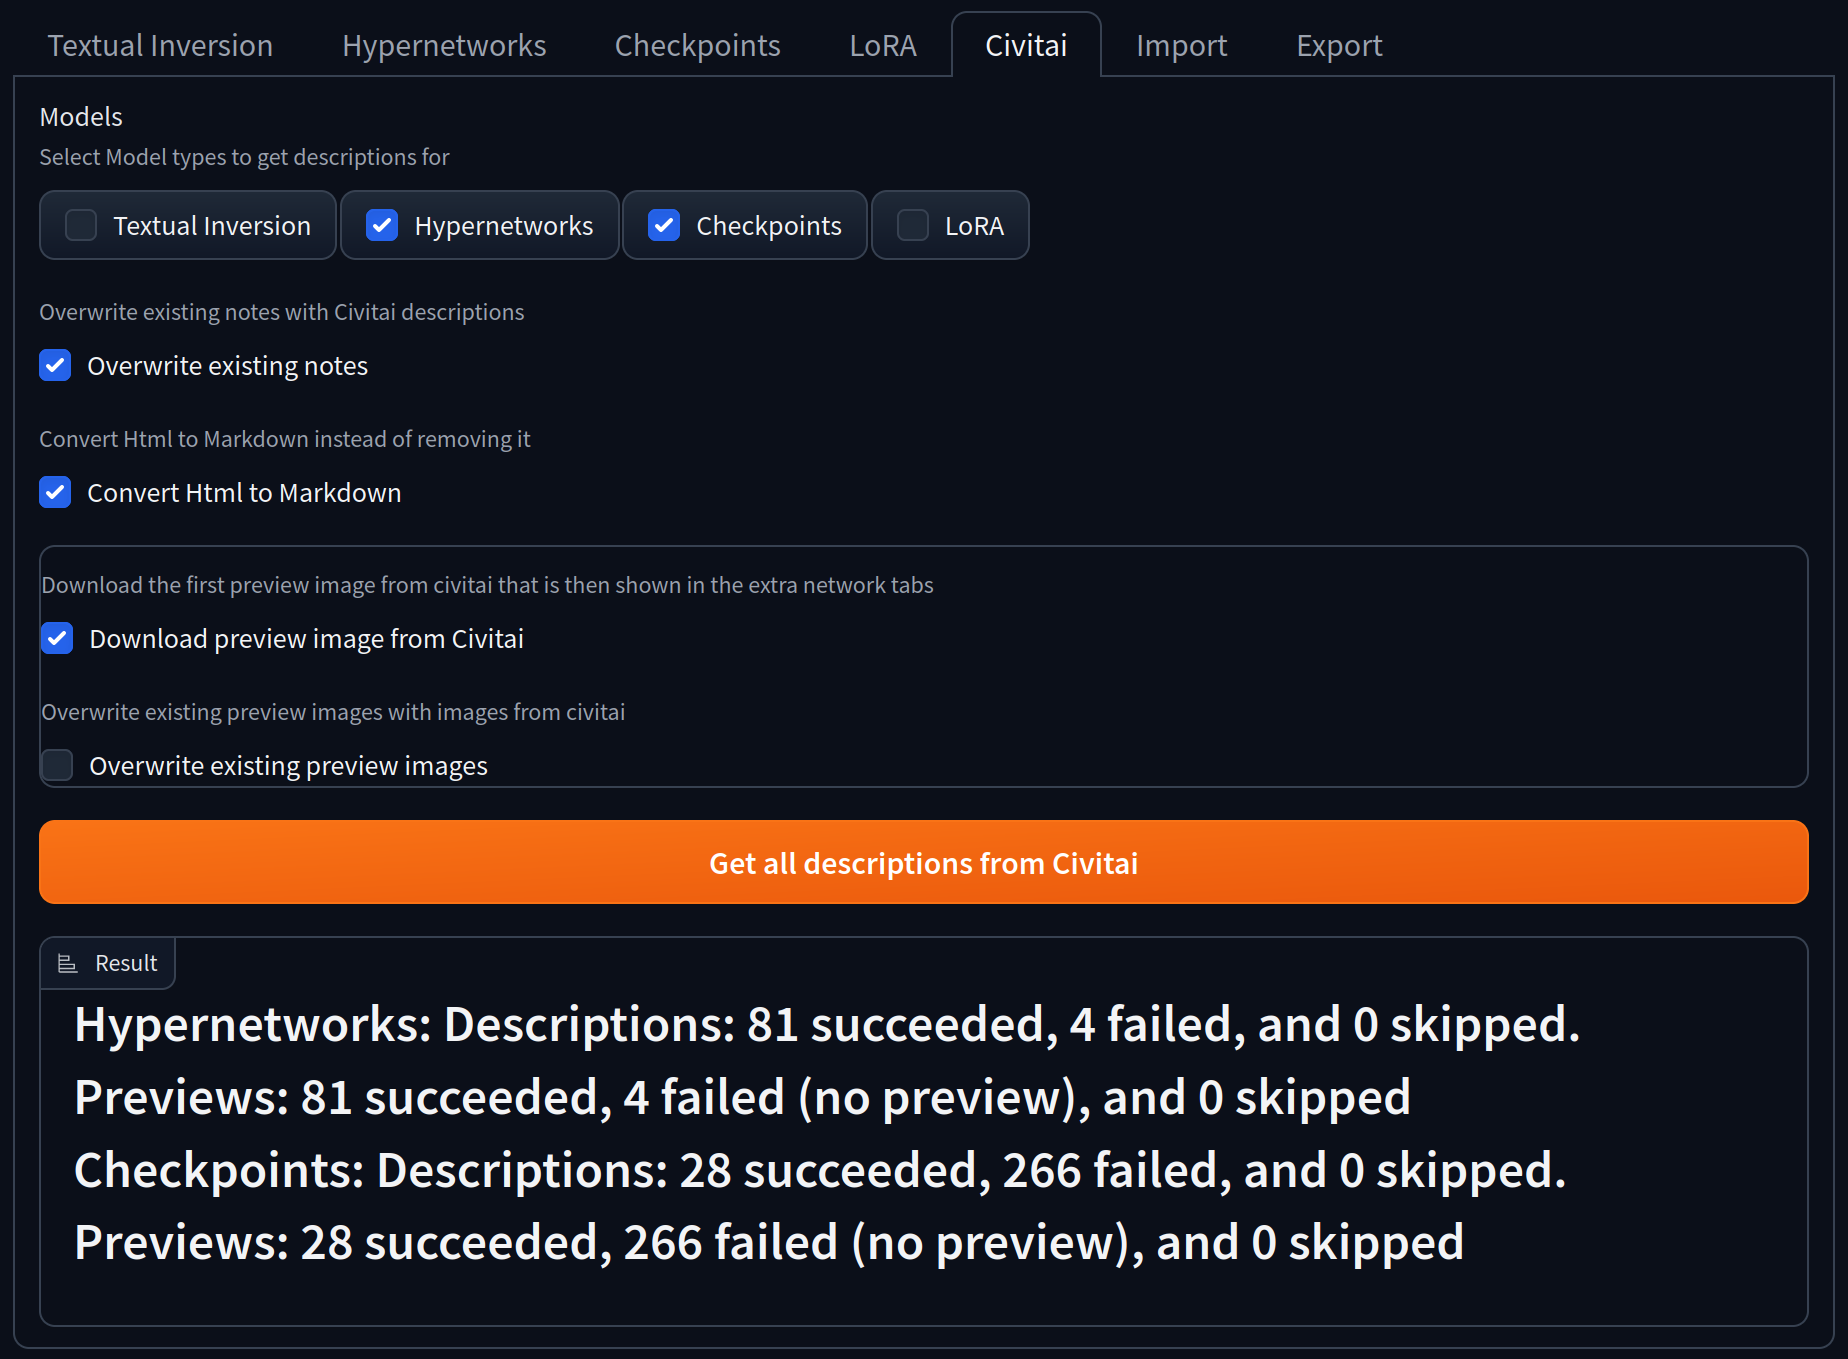 Textual Inversion Hypernetworks Checkpoints LoRA Civitai Import Export
Models
Select Model types to get descriptions for
Textual Inversion Hypernetworks Checkpoints LoRA
Overwrite existing notes with Civitai descriptions
Overwrite existing notes
Convert Html to Markdown instead of removing it
Convert Html to Markdown
Download the first preview image from civitai that is then shown in the extra network tabs
Download preview image from Civitai
Overwrite existing preview images with images from civitai
Overwrite existing preview images
Get all descriptions from Civitai
Result
Hypernetworks: Descriptions: 81 succeeded, 4 failed, and 0 skipped.
Previews: 81 succeeded, 4 failed (no preview), and 0 skipped
Checkpoints: Descriptions: 28 succeeded, 266 failed, and 0 skipped.
Previews: 28 succeeded, 266 failed (no preview), and 0 skipped